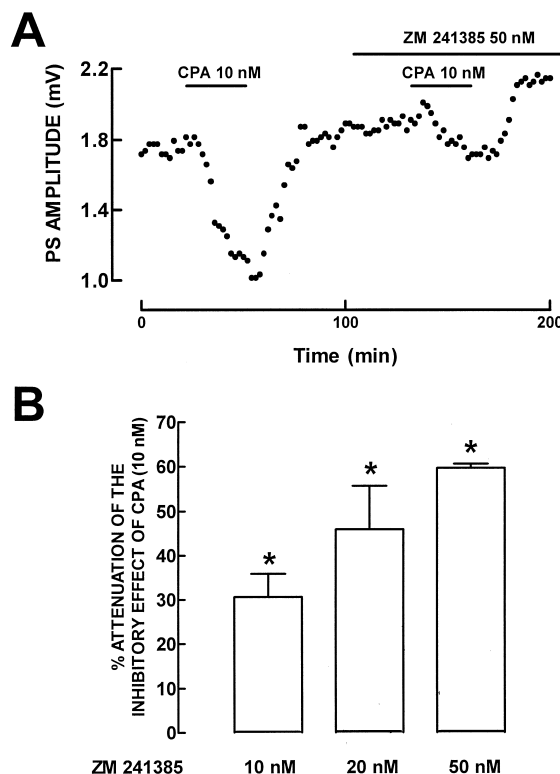 A
ZM 241385 50 nM
CPA 10 nM
CPA 10 nM
PS AMPLITUDE (mV)
2.2
1.8
1.4
1.0
0
100
200
Time (min)
B
% ATTENUATION OF THE
INHIBITORY EFFECT OF CPA (10 nM)
70
60
50
40
30
20
10
0
*
*
*
ZM 241385
10 nM
20 nM
50 nM